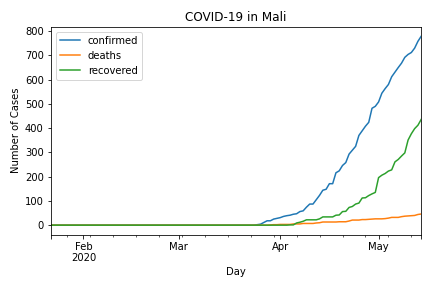 COVID-19 in Mali
confirmed
deaths
recovered
Number of Cases
800
700
600
500
400
300
200
100
0
Feb
2020
Mar
Apr
May
Day